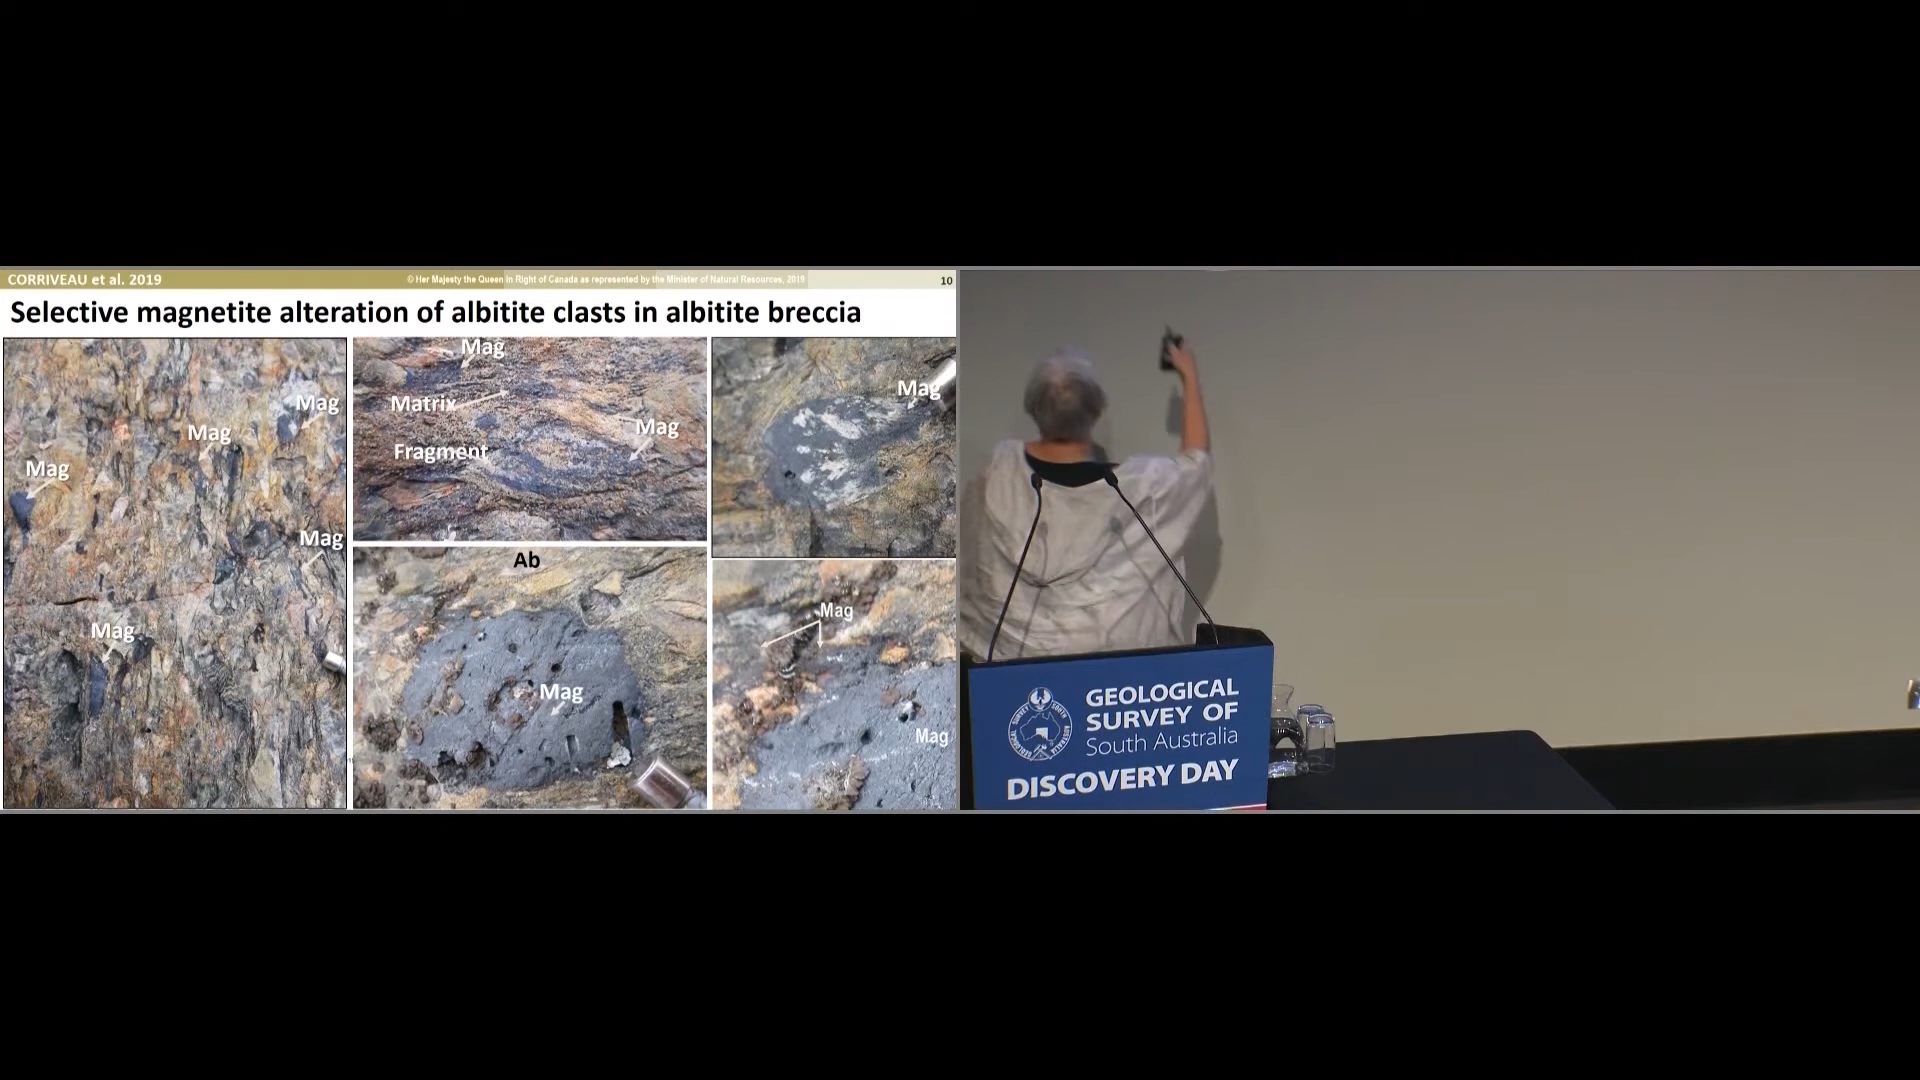 CORRIVEAU et al. 2019
© Her Majesty the Queen in Right of Canada as represented by the Minister of Natural Resources, 2019
10
Selective magnetite alteration of albitite clasts in albitite breccia
Mag
Mag
Mag
Mag
Mag
Mag
Matrix
Mag
Fragment
Ab
Mag
Mag
Mag
Mag
GEOLOGICAL
SURVEY OF
South Australia
DISCOVERY DAY